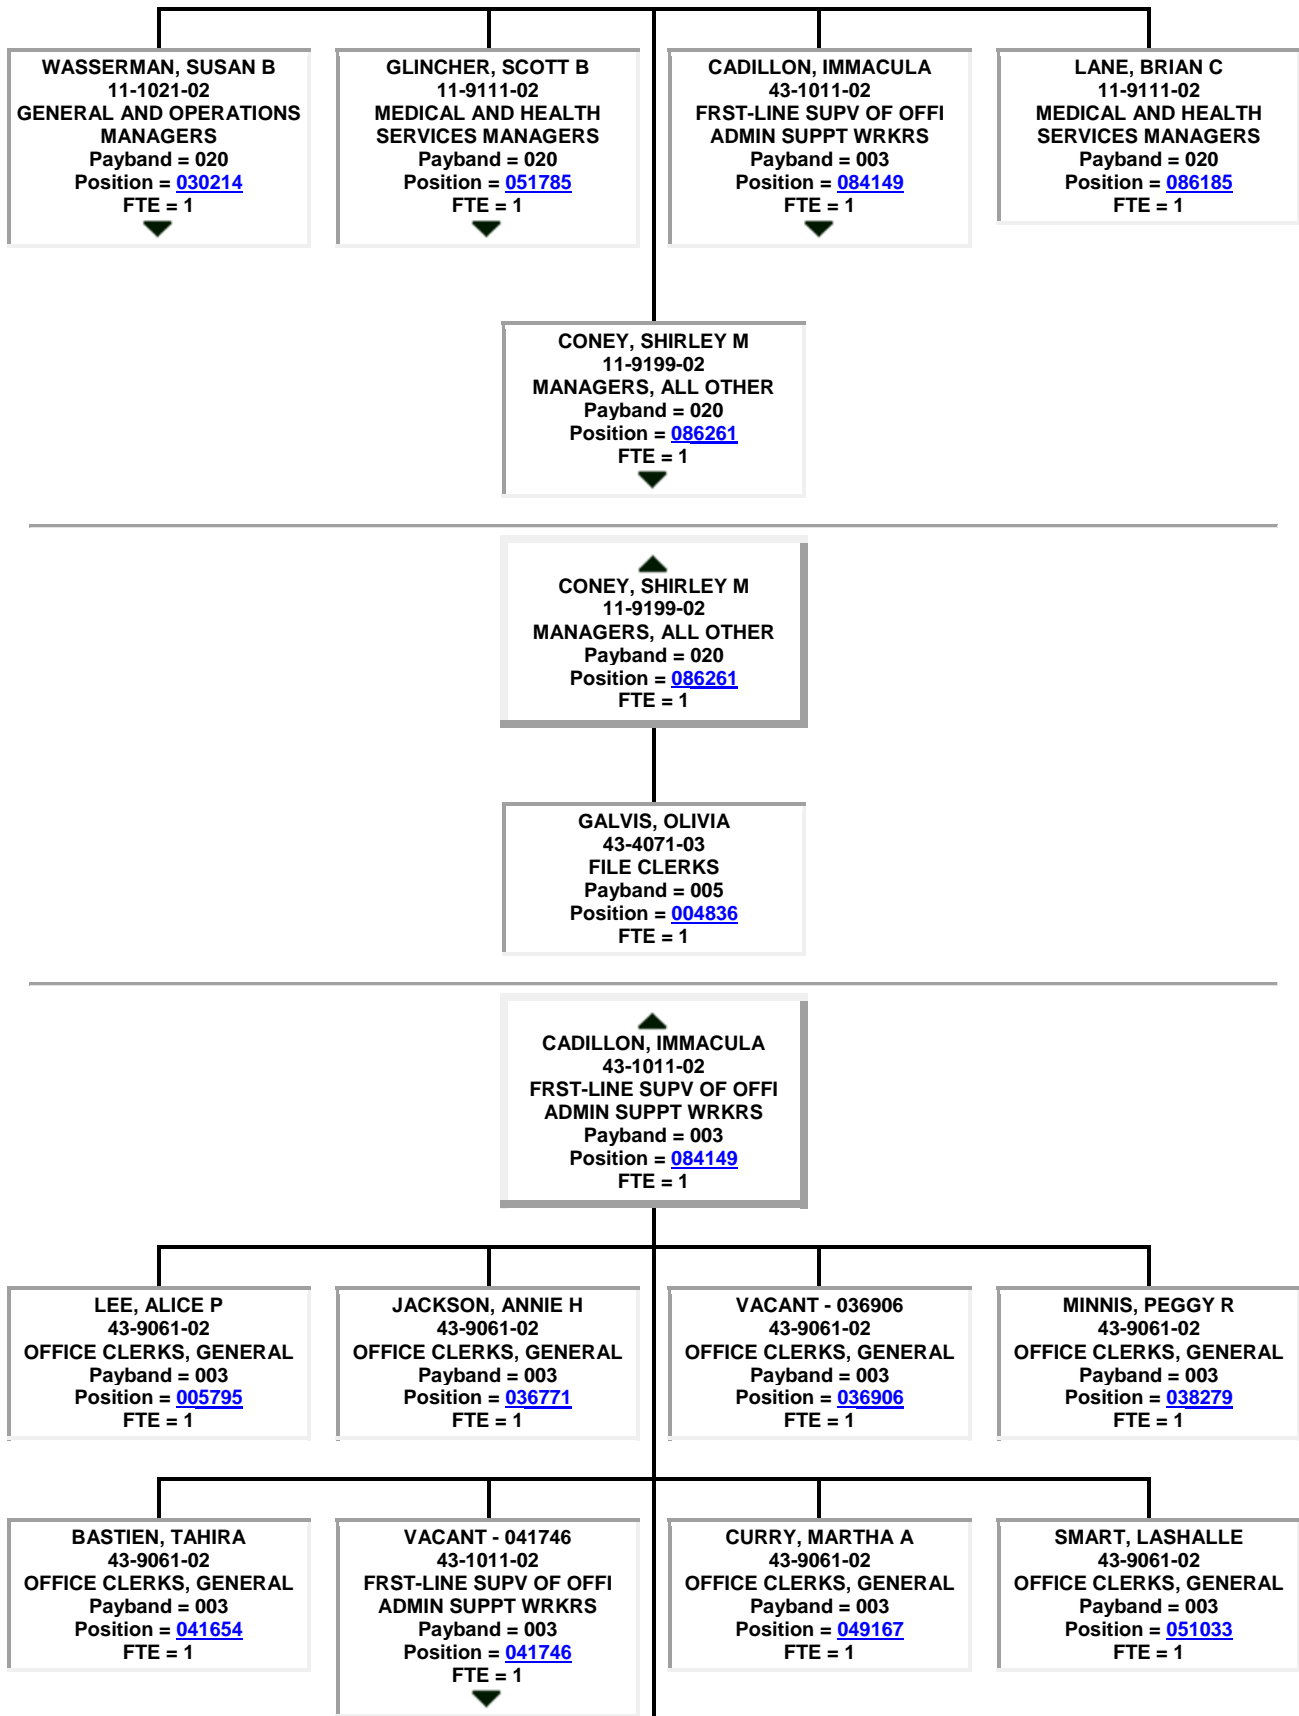 WASSERMAN, SUSAN B
11-1021-02
GENERAL AND OPERATIONS
MANAGERS
Payband = 020
Position = 030214
FTE = 1
GLINCHER, SCOTT B
11-9111-02
MEDICAL AND HEALTH
SERVICES MANAGERS
Payband = 020
Position = 051785
FTE = 1
CADILLON, IMMACULA
43-1011-02
FRST-LINE SUPV OF OFFI
ADMIN SUPPT WRKRS
Payband = 003
Position = 084149
FTE = 1
LANE, BRIAN C
11-9111-02
MEDICAL AND HEALTH
SERVICES MANAGERS
Payband = 020
Position = 086185
FTE = 1
CONEY, SHIRLEY M
11-9199-02
MANAGERS, ALL OTHER
Payband = 020
Position = 086261
FTE = 1
CONEY, SHIRLEY M
11-9199-02
MANAGERS, ALL OTHER
Payband = 020
Position = 086261
FTE = 1
GALVIS, OLIVIA
43-4071-03
FILE CLERKS
Payband = 005
Position = 004836
FTE = 1
CADILLON, IMMACULA
43-1011-02
FRST-LINE SUPV OF OFFI
ADMIN SUPPT WRKRS
Payband = 003
Position = 084149
FTE = 1
LEE, ALICE P
43-9061-02
OFFICE CLERKS, GENERAL
Payband = 003
Position = 005795
FTE = 1
JACKSON, ANNIE H
43-9061-02
OFFICE CLERKS, GENERAL
Payband = 003
Position = 036771
FTE = 1
VACANT - 036906
43-9061-02
OFFICE CLERKS, GENERAL
Payband = 003
Position = 036906
FTE = 1
MINNIS, PEGGY R
43-9061-02
OFFICE CLERKS, GENERAL
Payband = 003
Position = 038279
FTE = 1
BASTIEN, TAHIRA
43-9061-02
OFFICE CLERKS, GENERAL
Payband = 003
Position = 041654
FTE = 1
VACANT - 041746
43-1011-02
FRST-LINE SUPV OF OFFI
ADMIN SUPPT WRKRS
Payband = 003
Position = 041746
FTE = 1
CURRY, MARTHA A
43-9061-02
OFFICE CLERKS, GENERAL
Payband = 003
Position = 049167
FTE = 1
SMART, LASHALLE
43-9061-02
OFFICE CLERKS, GENERAL
Payband = 003
Position = 051033
FTE = 1